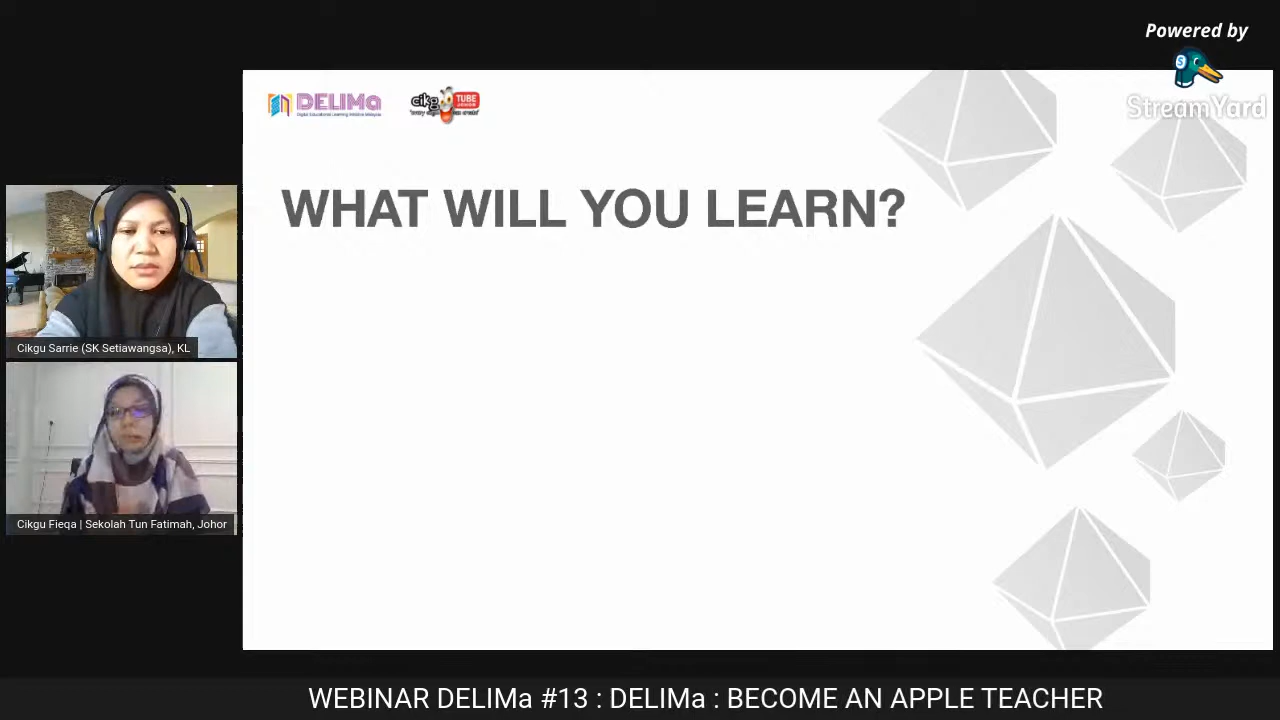 Powered by
StreamYard
DELIMa
Digital Educational Learning Initiative Malaysia
cikg
TUBE
WHAT WILL YOU LEARN?
Cikgu Sarrie (SK Setiawangsa), KL
Cikgu Fieqa | Sekolah Tun Fatimah, Johor
WEBINAR DELIMa #13 : DELIMa : BECOME AN APPLE TEACHER